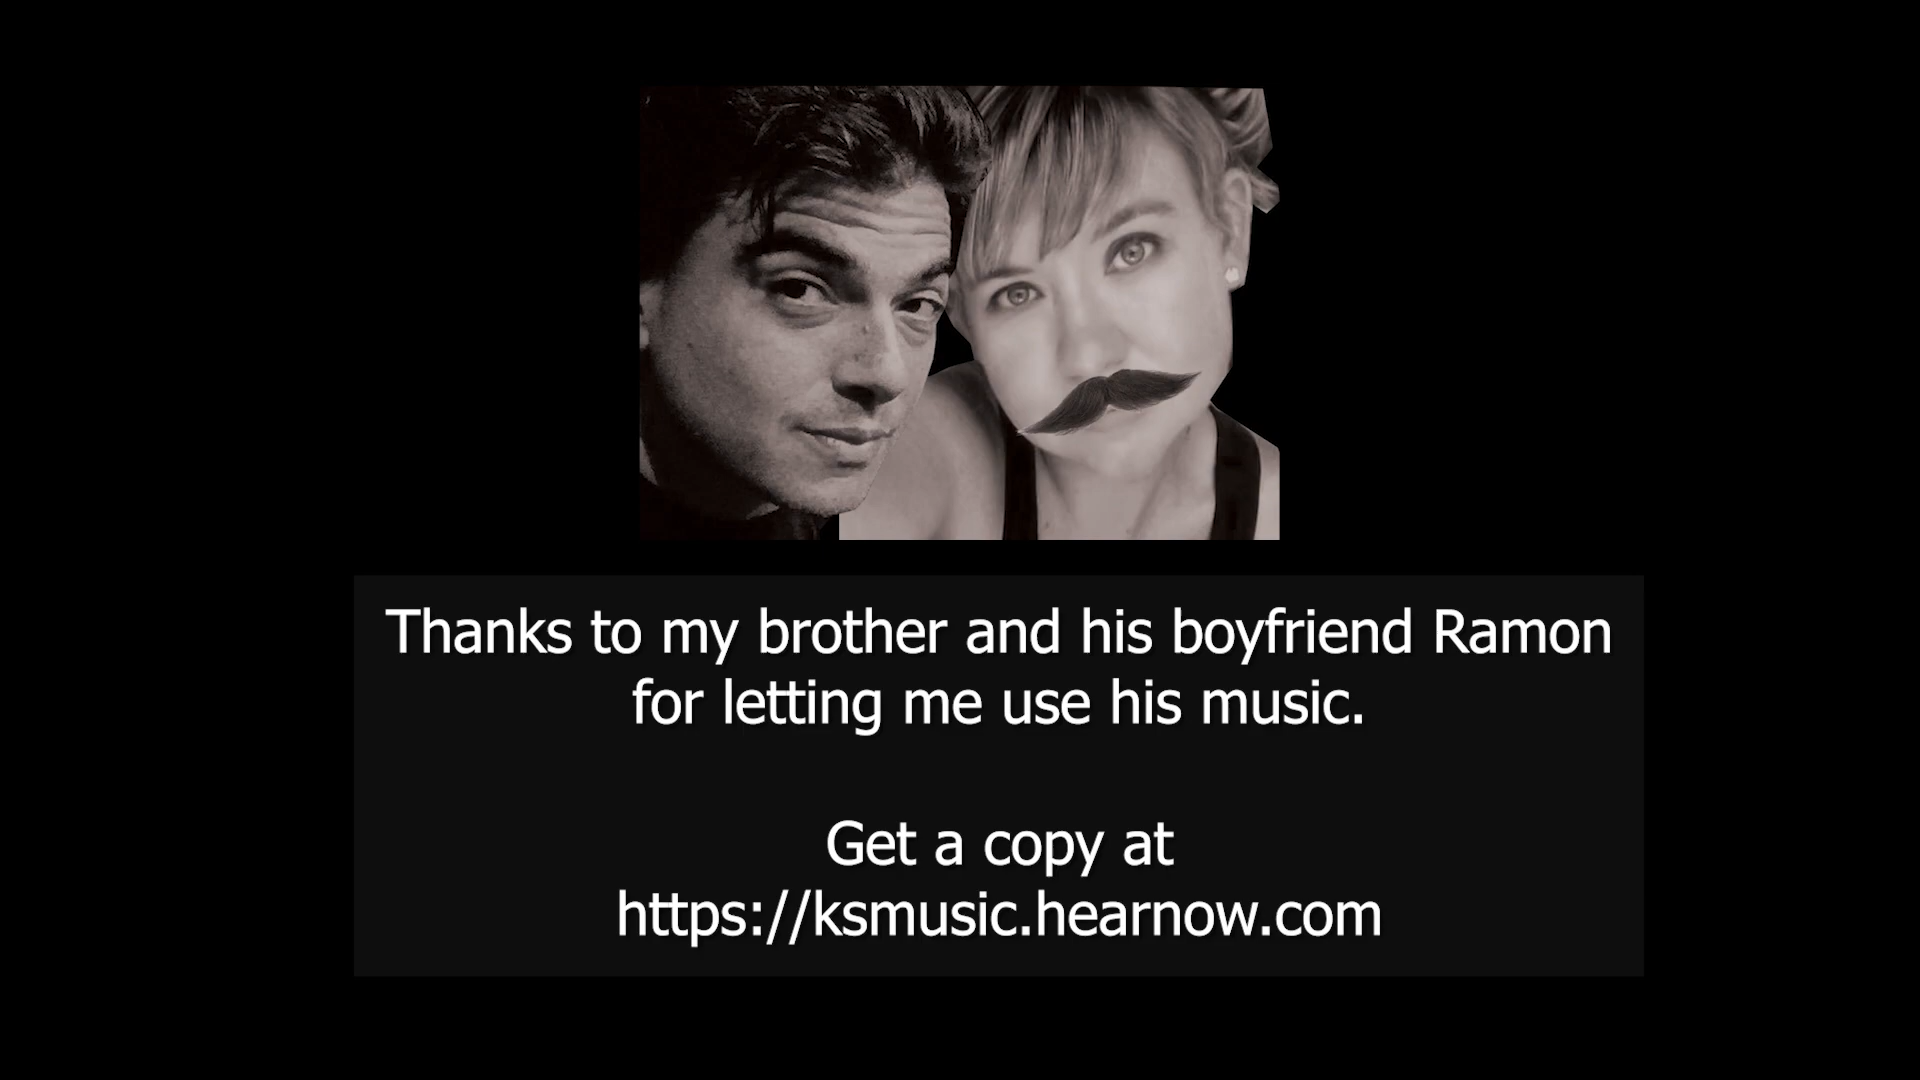 Thanks to my brother and his boyfriend Ramon
for letting me use his music.
Get a copy at
https://ksmusic.hearnow.com